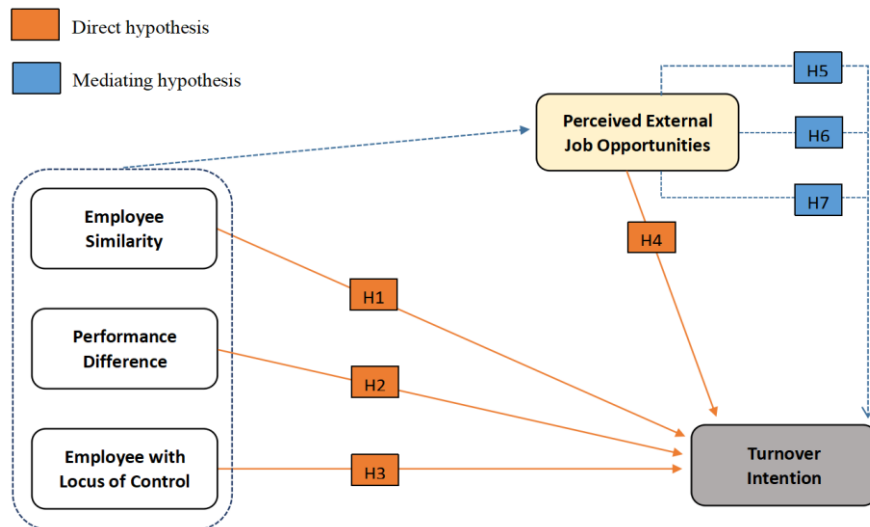 Direct hypothesis
Mediating hypothesis
H5
Perceived External
Job Opportunities
H6
H7
Employee
Similarity
H4
H1
Performance
Difference
H2
Employee with
Locus of Control
H3
Turnover
Intention